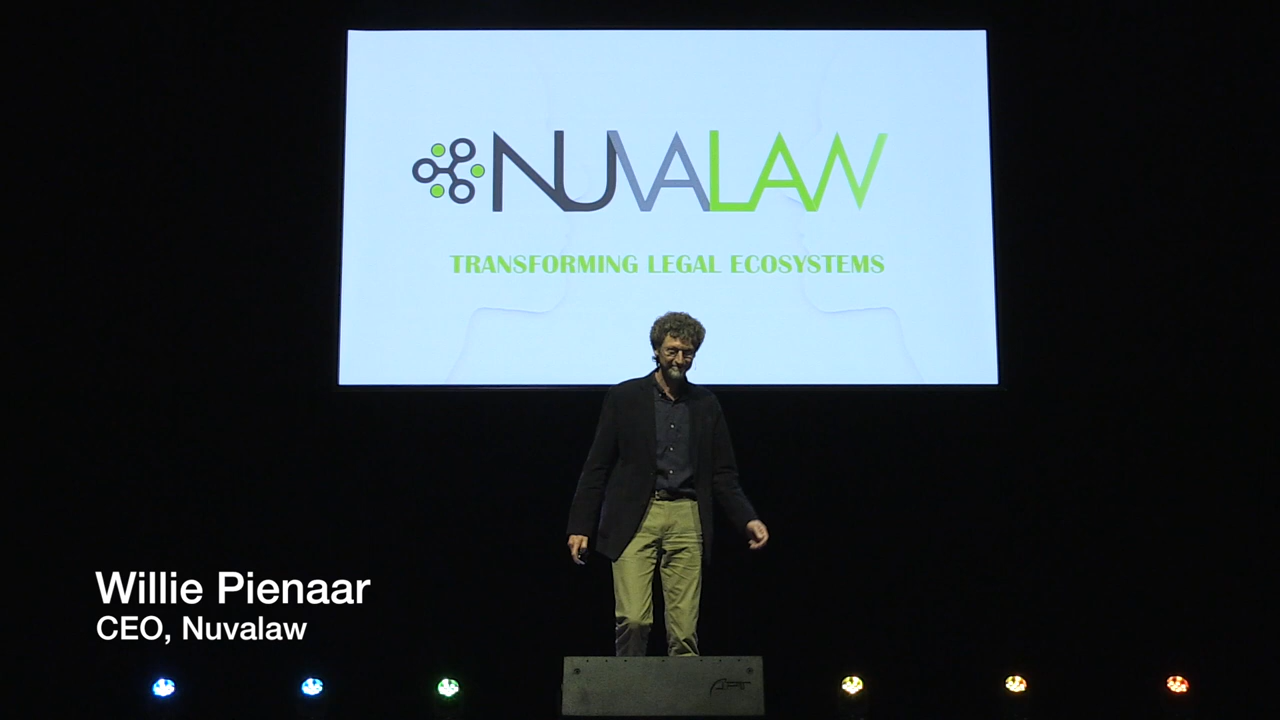 NUVALAW
TRANSFORMING LEGAL ECOSYSTEMS
Willie Pienaar
CEO, Nuvalaw